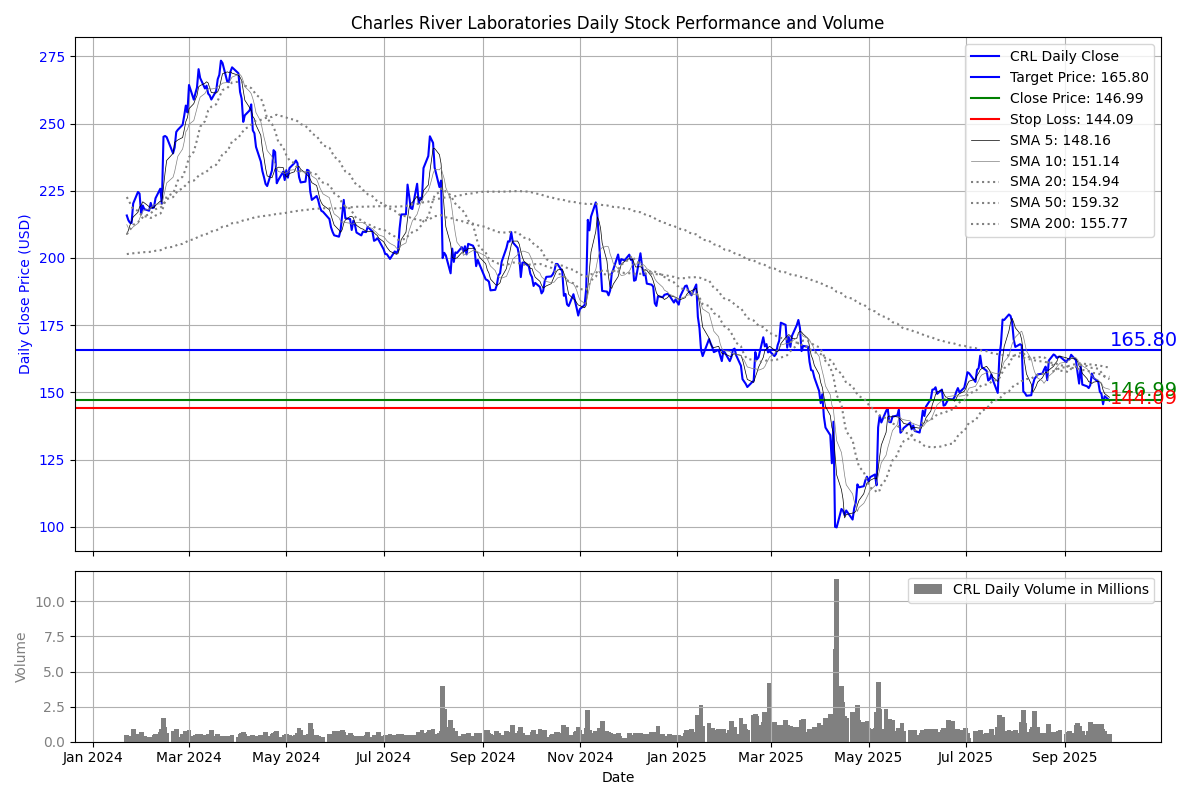 Charles River Laboratories Daily Stock Performance and Volume
275
250
225
200
175
150
125
100
Daily Close Price (USD)
CRL Daily Close
Target Price: 165.80
Close Price: 146.99
Stop Loss: 144.09
SMA 5: 148.16
SMA 10: 151.14
SMA 20: 154.94
SMA 50: 159.32
SMA 200: 155.77
165.80
146.99
144.09
10.0
7.5
5.0
2.5
0.0
Volume
CRL Daily Volume in Millions
Jan 2024 Mar 2024 May 2024 Jul 2024 Sep 2024 Nov 2024 Jan 2025 Mar 2025 May 2025 Jul 2025 Sep 2025
Date